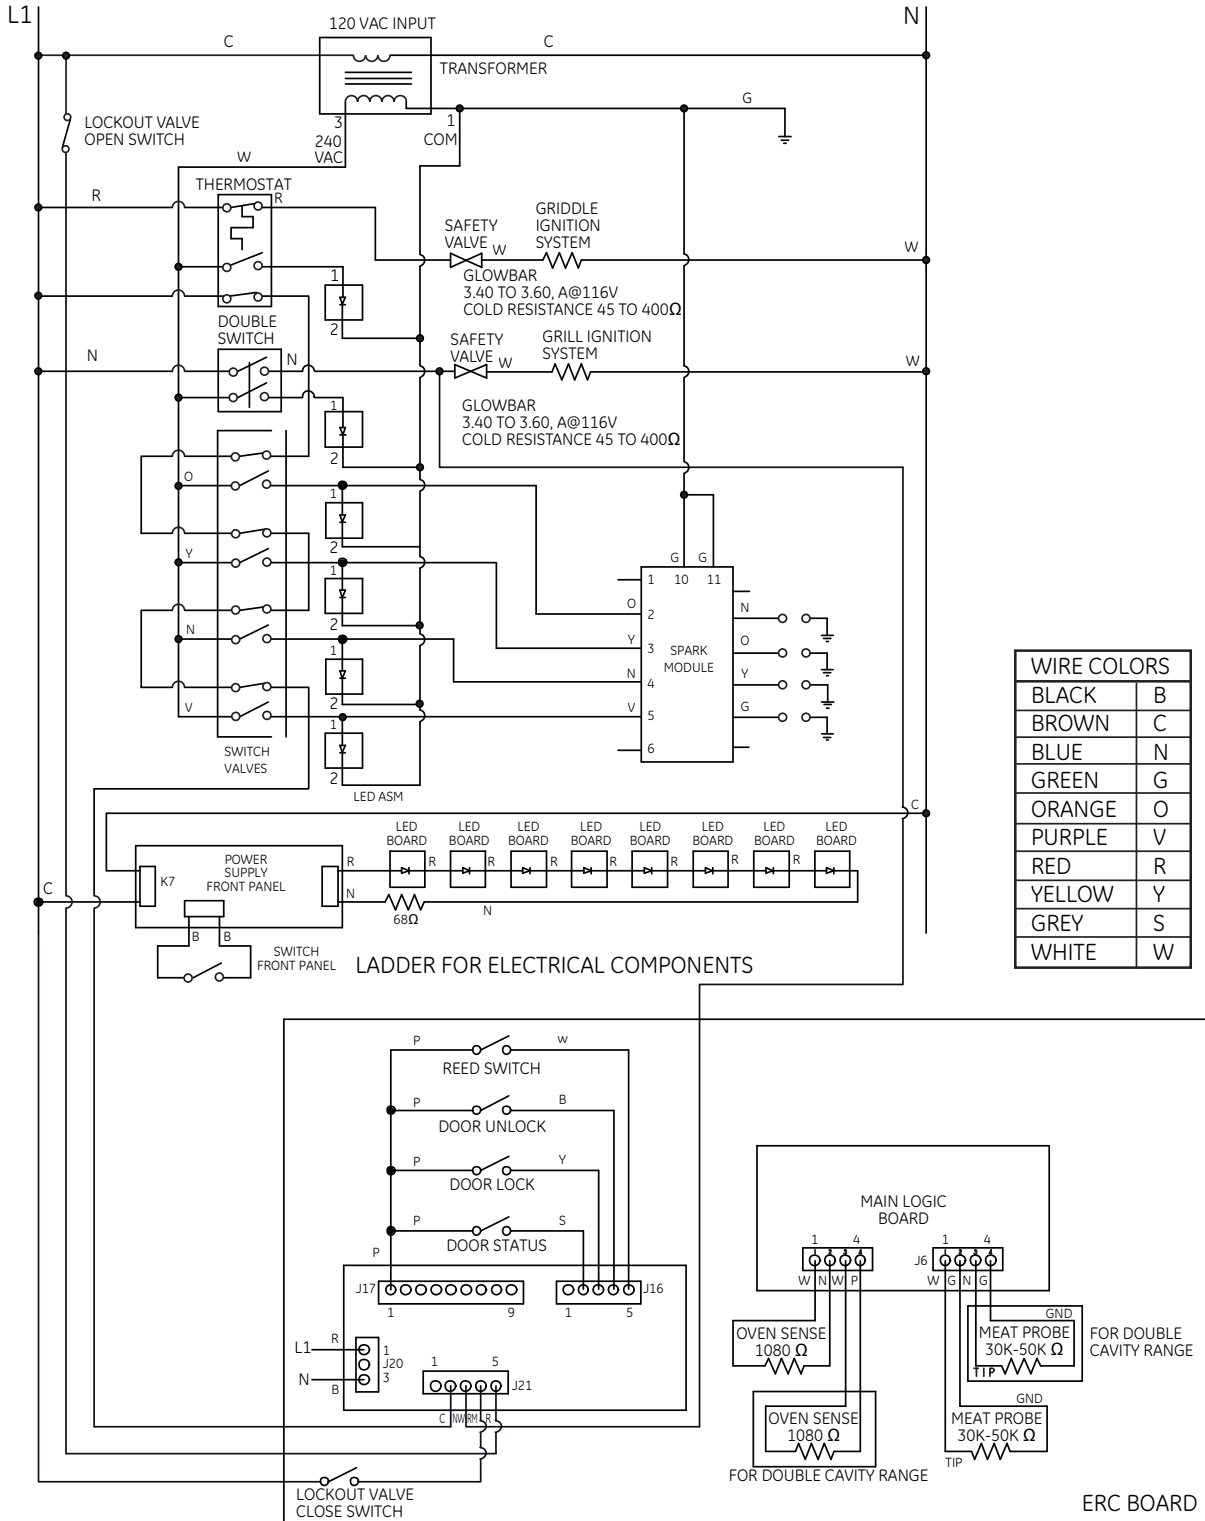 L1
120 VAC INPUT
N
C
C
TRANSFORMER
G
LOCKOUT VALVE
OPEN SWITCH
3
1
240
VAC
COM
W
THERMOSTAT
R
R
SAFETY
VALVE
W
GRIDDLE
IGNITION
SYSTEM
W
GLOWBAR
3.40 TO 3.60, A@116V
COLD RESISTANCE 45 TO 400Ω
1
2
DOUBLE
SWITCH
N
N
SAFETY
VALVE
W
GRILL IGNITION
SYSTEM
W
GLOWBAR
3.40 TO 3.60, A@116V
COLD RESISTANCE 45 TO 400Ω
1
2
O
1
2
Y
1
2
N
1
2
V
1
2
SWITCH
VALVES
LED ASM
G
G
1
10
11
O
2
Y
3
N
4
V
5
6
SPARK
MODULE
N
O
Y
G
WIRE COLORS
BLACK B
BROWN C
BLUE N
GREEN G
ORANGE O
PURPLE V
RED R
YELLOW Y
GREY S
WHITE W
C
LED
BOARD
LED
BOARD
LED
BOARD
LED
BOARD
LED
BOARD
LED
BOARD
LED
BOARD
LED
BOARD
R
R
R
R
R
R
R
R
POWER
SUPPLY
FRONT PANEL
K7
C
N
68Ω
N
B
B
SWITCH
FRONT PANEL
LADDER FOR ELECTRICAL COMPONENTS
P
W
REED SWITCH
P
B
DOOR UNLOCK
P
Y
DOOR LOCK
P
S
DOOR STATUS
P
J17
1
9
J16
1
5
L1
R
1
J20
N
B
3
1
5
J21
C
NW
RM
R
LOCKOUT VALVE
CLOSE SWITCH
MAIN LOGIC
BOARD
1
4
1 2 3 4
W N W P
J6
1
4
1 2 3 4
W G N G
OVEN SENSE
1080 Ω
OVEN SENSE
1080 Ω
FOR DOUBLE CAVITY RANGE
GND
MEAT PROBE
30K-50K Ω
TIP
FOR DOUBLE
CAVITY RANGE
GND
MEAT PROBE
30K-50K Ω
TIP
ERC BOARD